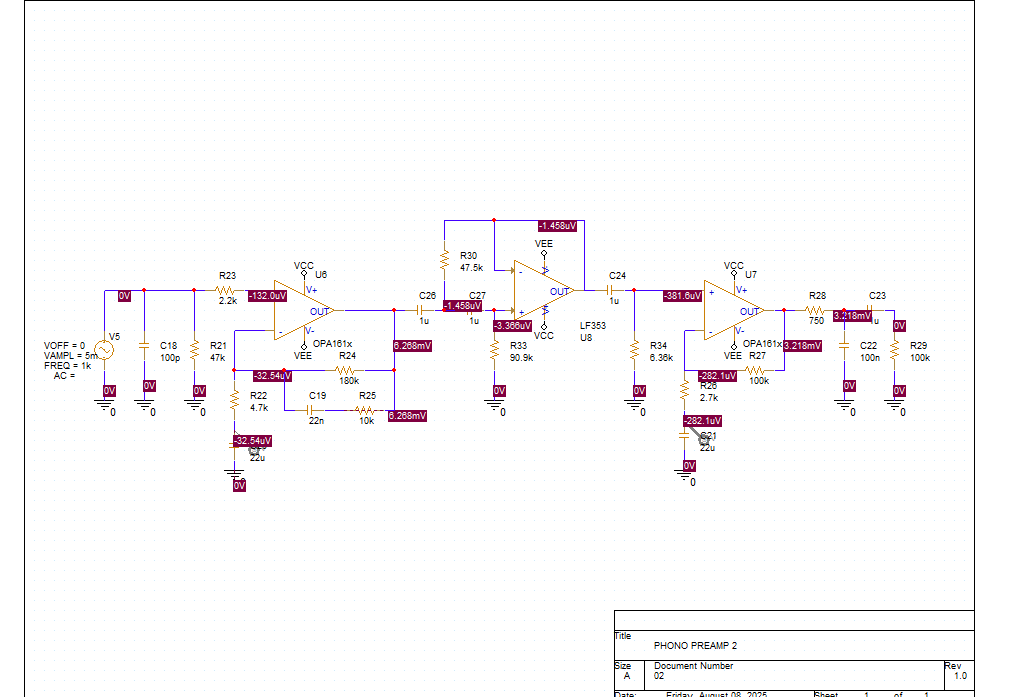 -1.458uV
VEE
R30
47.5k
-
OUT
+
VCC
LF353
U8
C24
1u
VCC
U6
R23
2.2k
0V
-132.0uV
V+
OUT
-
V-
OPA161x
VEE
C26
1u
-1.458uV
C27
1u
-3.366uV
R33
90.9k
0V
0
-381.6uV
VCC
U7
+
V+
OUT
-
V-
OPA161x
VEE
R28
750
3.218mV
C23
1u
0V
V5
VOFF = 0
VAMPL = 5m
FREQ = 1k
AC =
0V
0
C18
100p
0V
0
R21
47k
0V
0
6.268mV
R24
180k
-32.54uV
R22
4.7k
C19
22n
R25
10k
6.268mV
-32.54uV
22u
0
0V
R34
6.36k
0V
0
3.218mV
R27
100k
-282.1uV
R26
2.7k
-282.1uV
C21
22u
0V
0
C22
100n
0V
0
R29
100k
0V
0
Title
PHONO PREAMP 2
Size
A
Document Number
02
Rev
1.0
Date:
Friday, August 08, 2025
Sheet
1
of
1